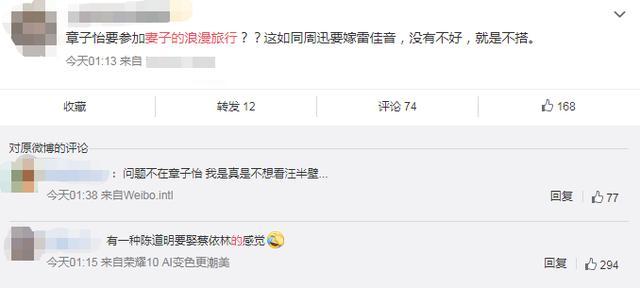 章子怡要参加妻子的浪漫旅行？？这如同周迅要嫁雷佳音，没有不好，就是不搭。
今天01:13 来自
收藏
转发 12
评论 74
168
对原微博的评论
：问题不在章子怡 我是真是不想看汪半壁...
今天01:38 来自Weibo.intl
回复
77
有一种陈道明要娶蔡依林的感觉
今天01:15 来自荣耀10 AI变色更潮美
回复
294